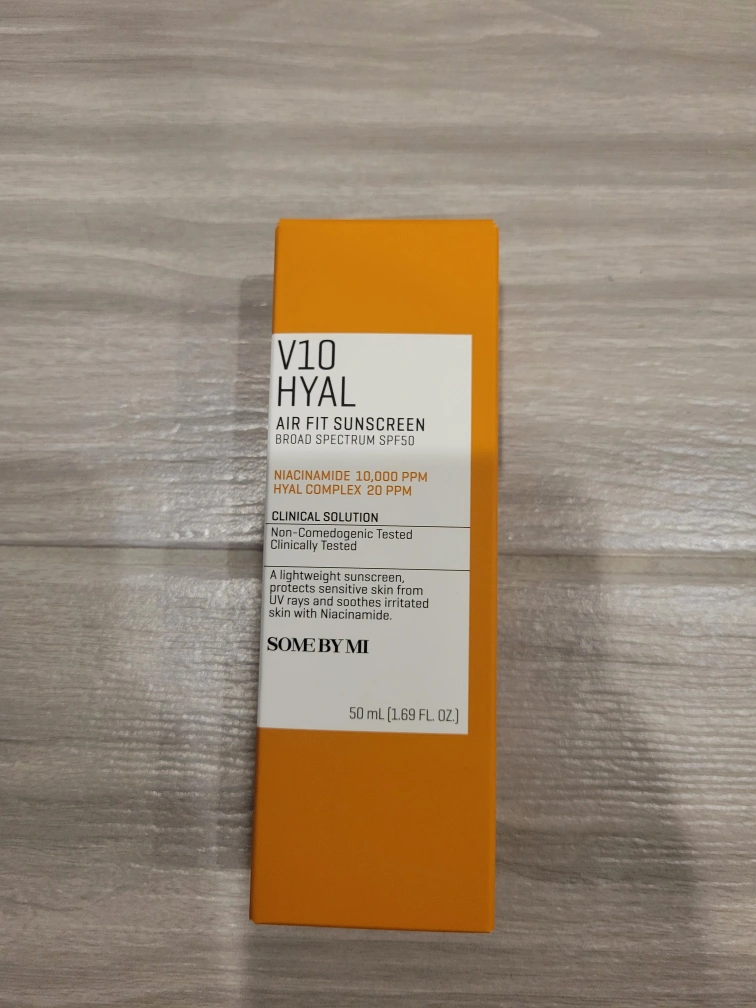 V10
HYAL
AIR FIT SUNSCREEN
BROAD SPECTRUM SPF50
NIACINAMIDE 10,000 PPM
HYAL COMPLEX 20 PPM
CLINICAL SOLUTION
Non-Comedogenic Tested
Clinically Tested
A lightweight sunscreen,
protects sensitive skin from
UV rays and soothes irritated
skin with Niacinamide.
SOME BY MI
50 mL [1.69 FL. OZ.]